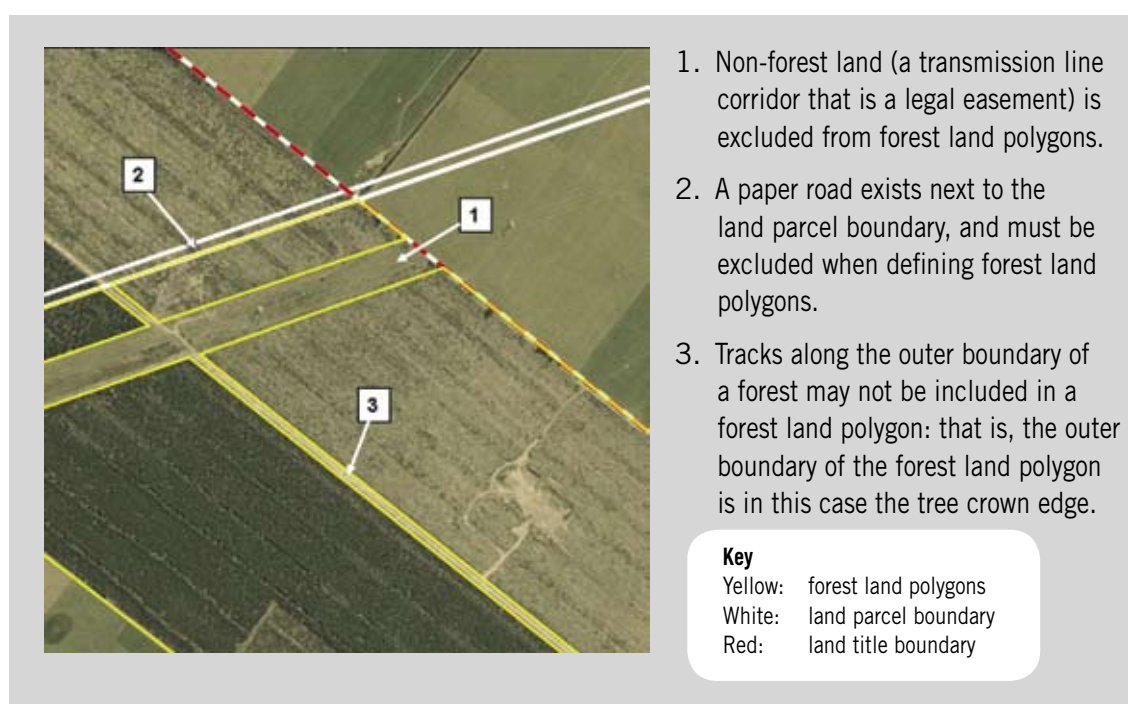 2
1
3
1. Non-forest land (a transmission line
corridor that is a legal easement) is
excluded from forest land polygons.
2. A paper road exists next to the
land parcel boundary, and must be
excluded when defining forest land
polygons.
3. Tracks along the outer boundary of
a forest may not be included in a
forest land polygon: that is, the outer
boundary of the forest land polygon
is in this case the tree crown edge.
Key
Yellow: forest land polygons
White: land parcel boundary
Red: land title boundary